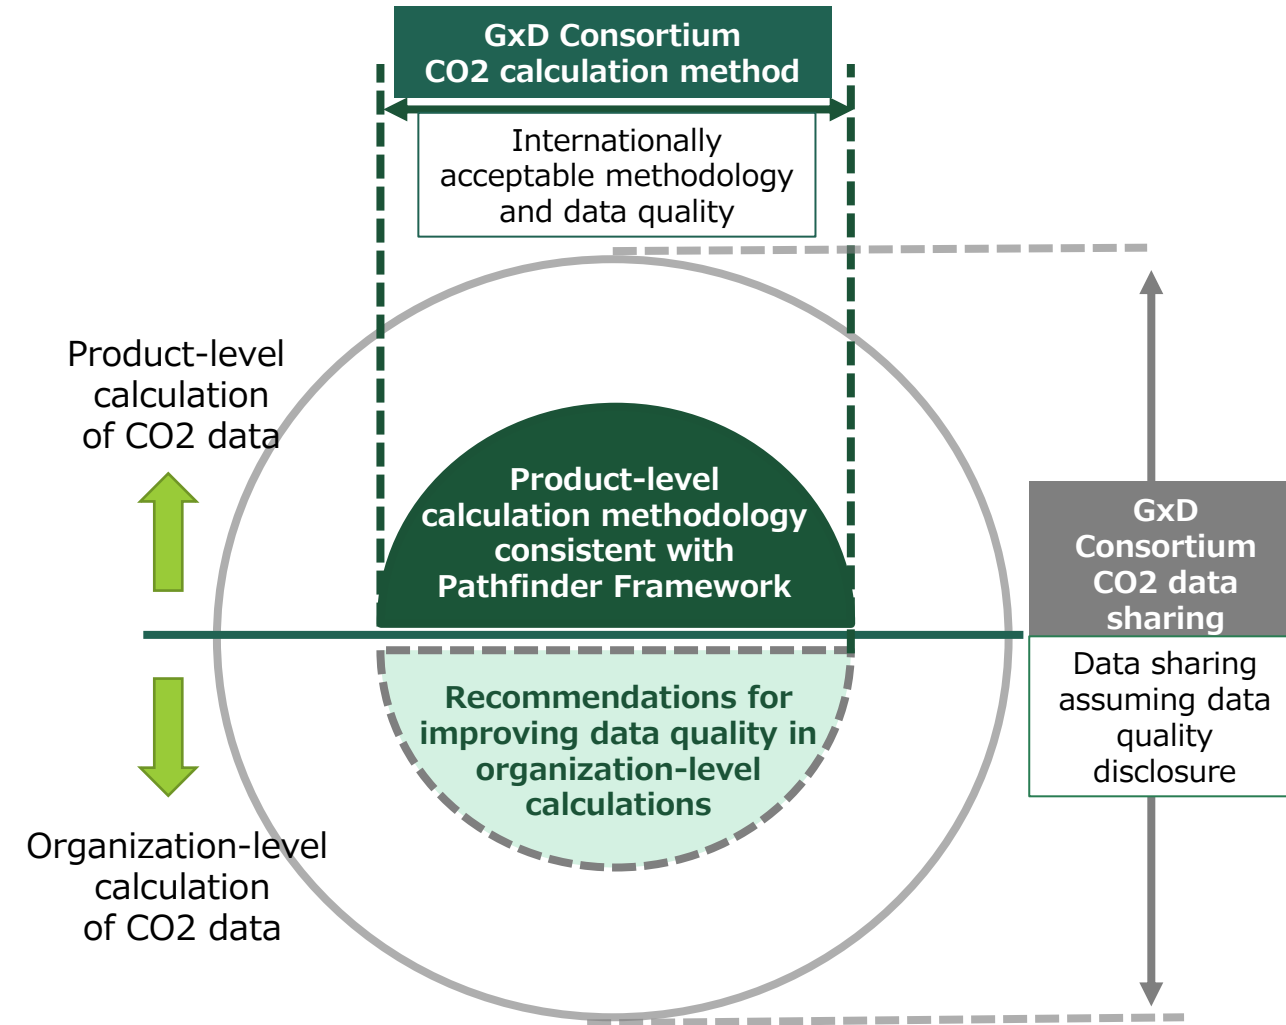 GxD Consortium
CO2 calculation method
Internationally
acceptable methodology
and data quality
Product-level
calculation
of CO2 data
Product-level
calculation methodology
consistent with
Pathfinder Framework
GxD
Consortium
CO2 data
sharing
Data sharing
assuming data
quality
disclosure
Recommendations for
improving data quality in
organization-level
calculations
Organization-level
calculation
of CO2 data